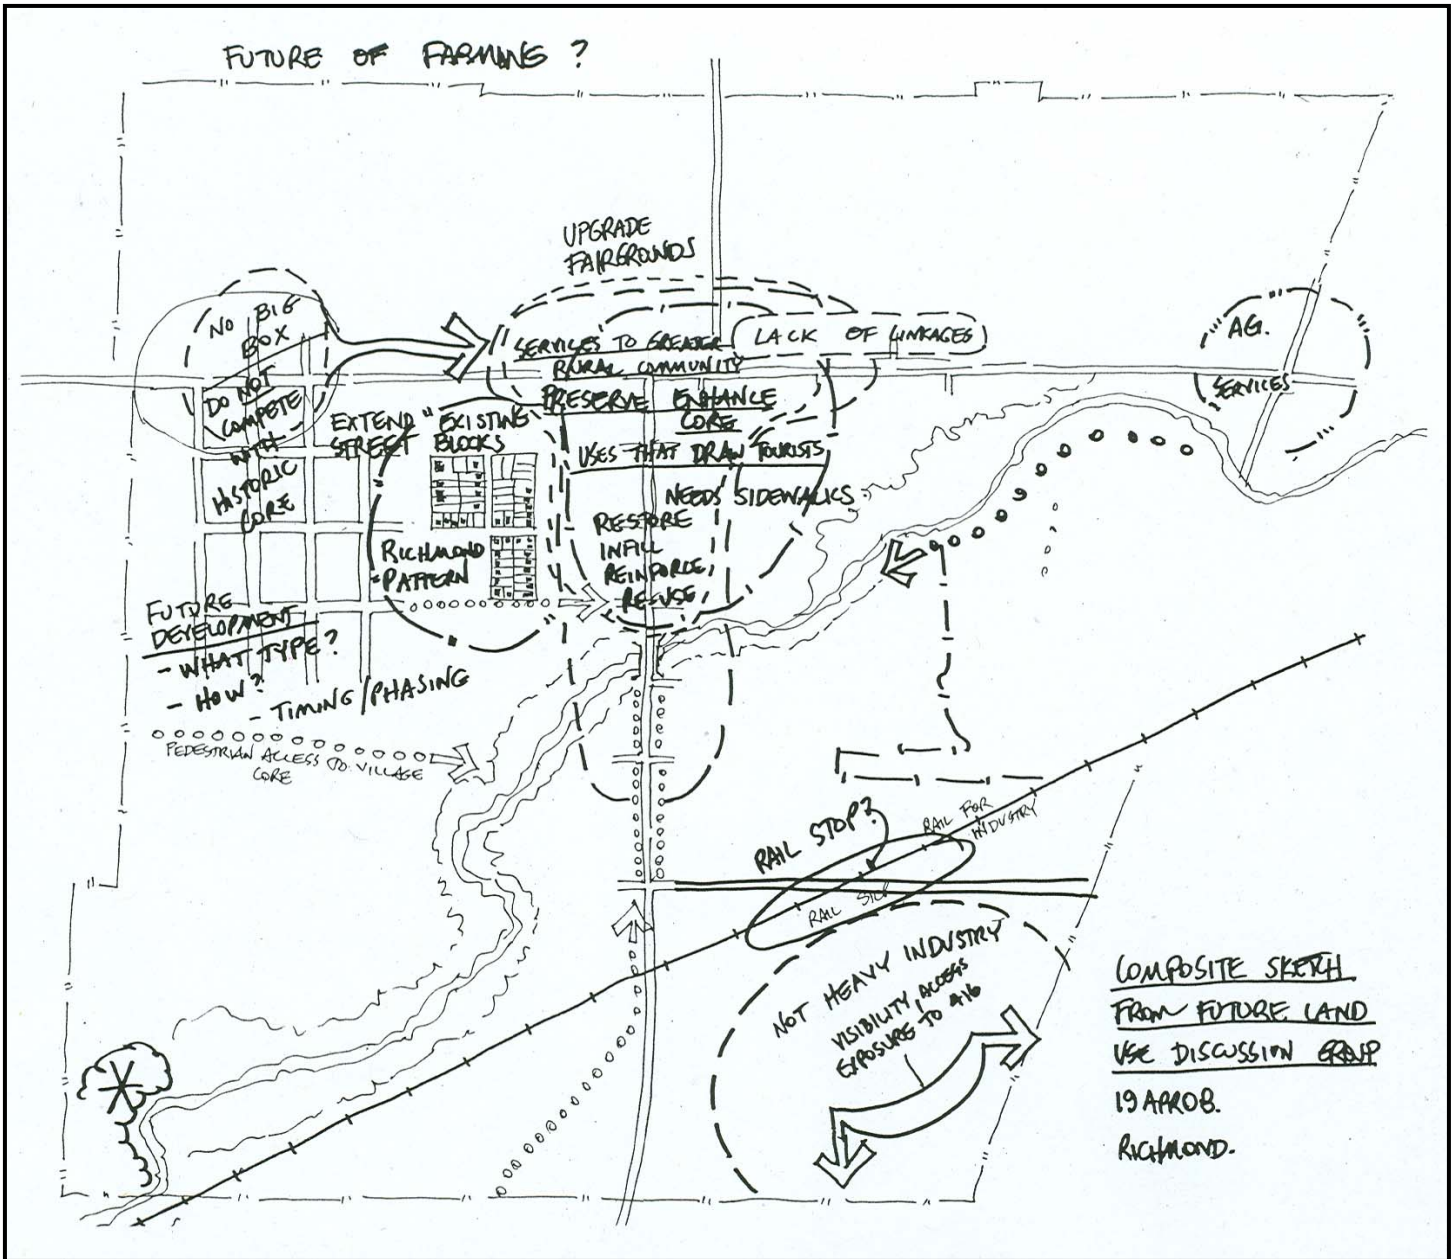 FUTURE OF FARMING ?
UPGRADE
FAIRGROUNDS
NO BIG
BOX
DO NOT
COMPETE
WITH
HISTORIC
CORE
SERVICES TO GREATER
RURAL COMMUNITY
LACK OF LINKAGES
AG.
SERVICES
PRESERVE ENHANCE
CORE
USES THAT DRAW TOURISTS
NEEDS SIDEWALKS
RESTORE
INFILL
REINFORCE
RE-USE
EXTEND "EXISTING
STREET BLOCKS
RICHMOND
PATTERN
FUTURE
DEVELOPMENT
- WHAT TYPE?
- HOW?
- TIMING/PHASING
PEDESTRIAN ACCESS TO VILLAGE
CORE
RAIL STOP?
RAIL FOR
INDUSTRY
RAIL
NOT HEAVY INDUSTRY
VISIBILITY, ACCESS
EXPOSURE TO 416
COMPOSITE SKETCH
FROM FUTURE LAND
USE DISCUSSION GROUP
19 APR 08.
RICHMOND.